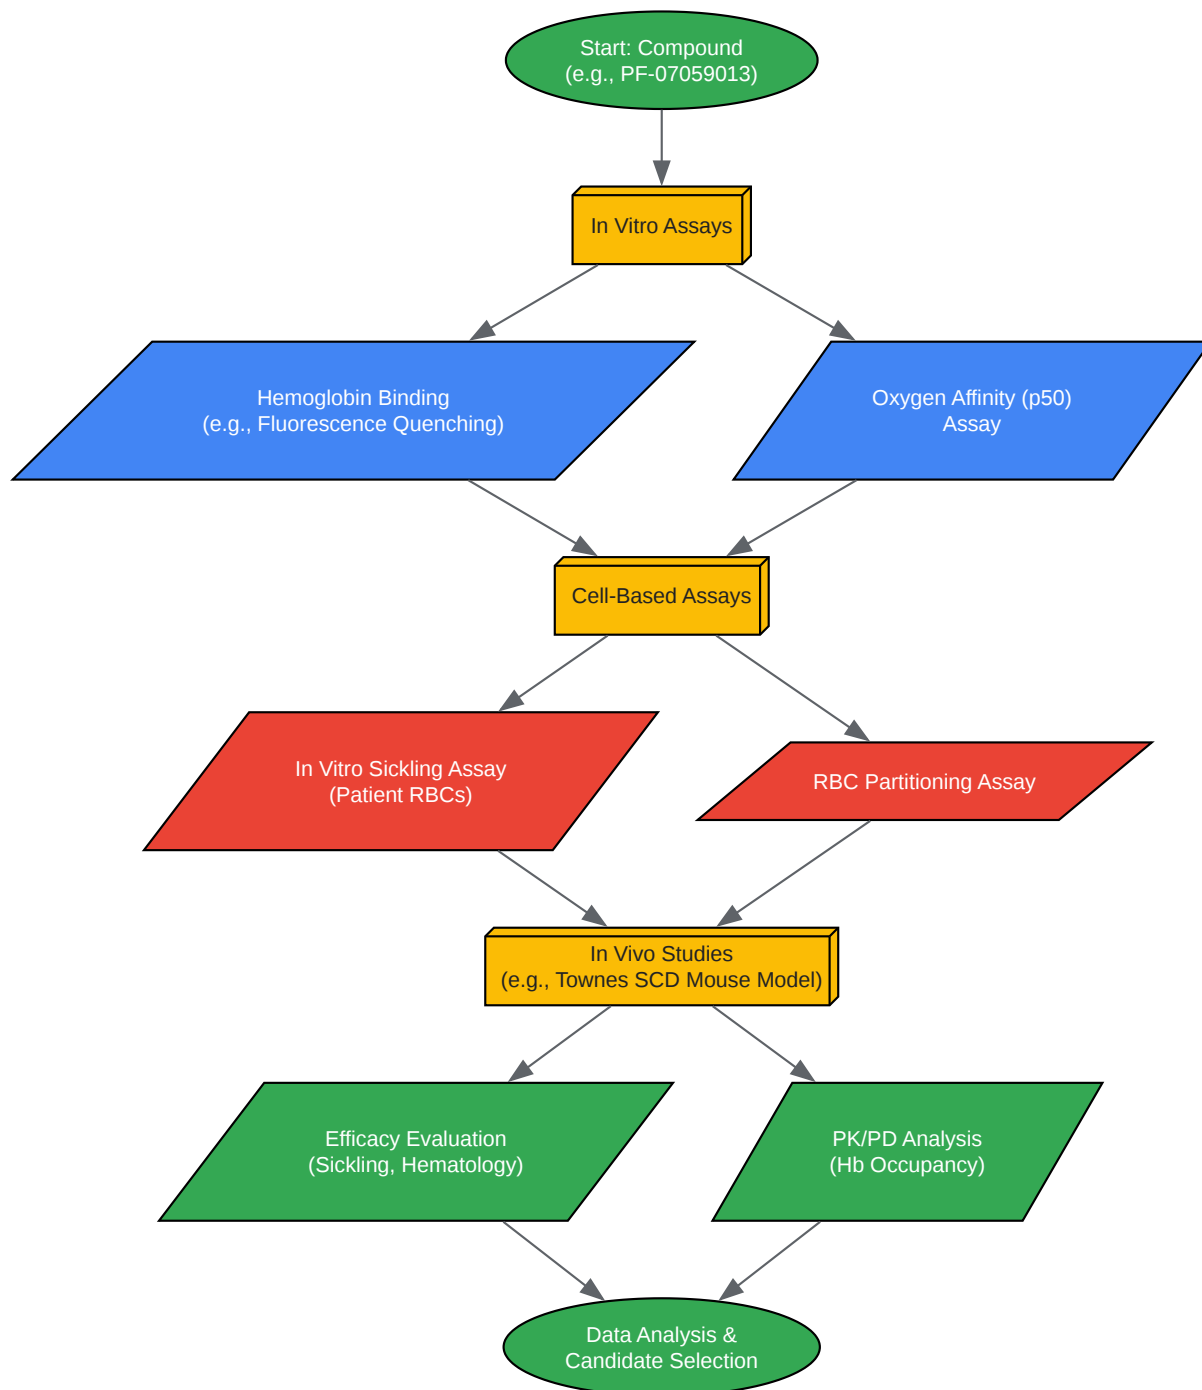 Start: Compound
(e.g., PF-07059013)
In Vitro Assays
Hemoglobin Binding
(e.g., Fluorescence Quenching)
Oxygen Affinity (p50)
Assay
Cell-Based Assays
In Vitro Sickling Assay
(Patient RBCs)
RBC Partitioning Assay
In Vivo Studies
(e.g., Townes SCD Mouse Model)
Efficacy Evaluation
(Sickling, Hematology)
PK/PD Analysis
(Hb Occupancy)
Data Analysis &
Candidate Selection